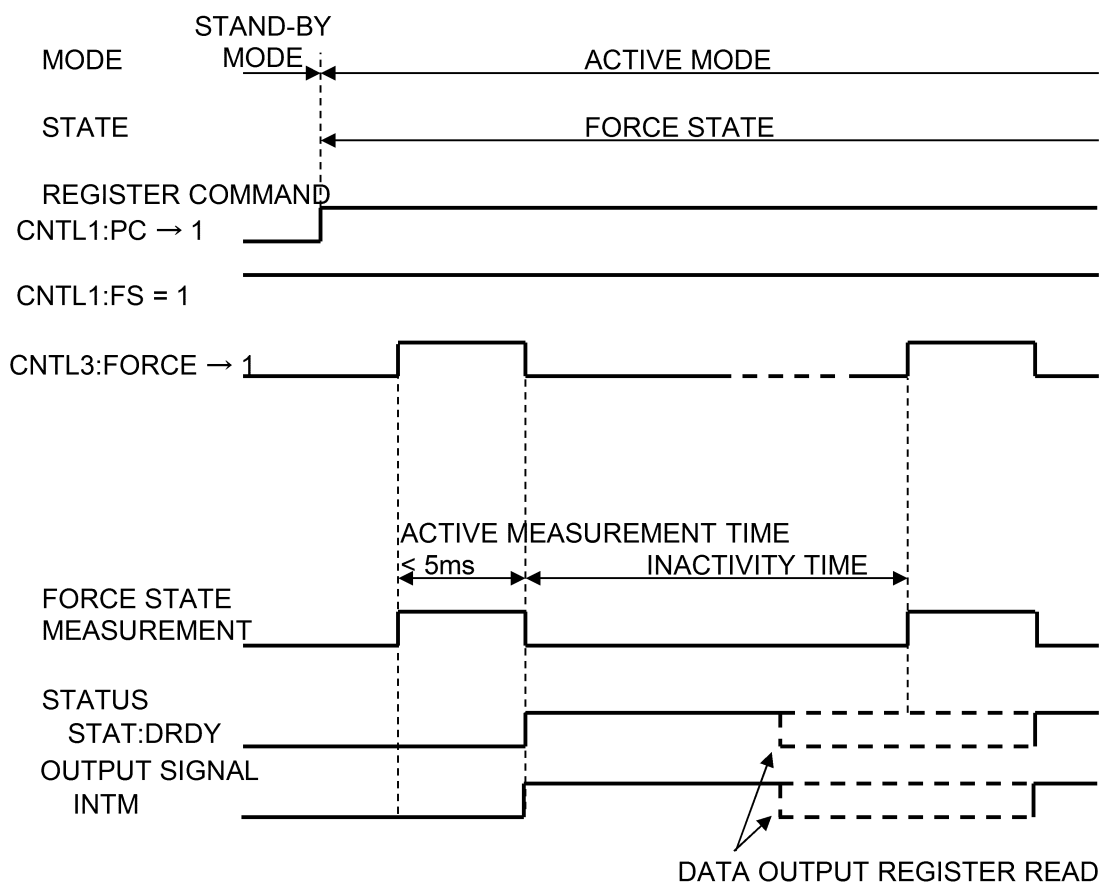 STAND-BY
MODE
MODE
ACTIVE MODE
STATE
FORCE STATE
REGISTER COMMAND
CNTL1:PC → 1
CNTL1:FS = 1
CNTL3:FORCE → 1
ACTIVE MEASUREMENT TIME
< 5ms
INACTIVITY TIME
FORCE STATE
MEASUREMENT
STATUS
STAT:DRDY
OUTPUT SIGNAL
INTM
DATA OUTPUT REGISTER READ